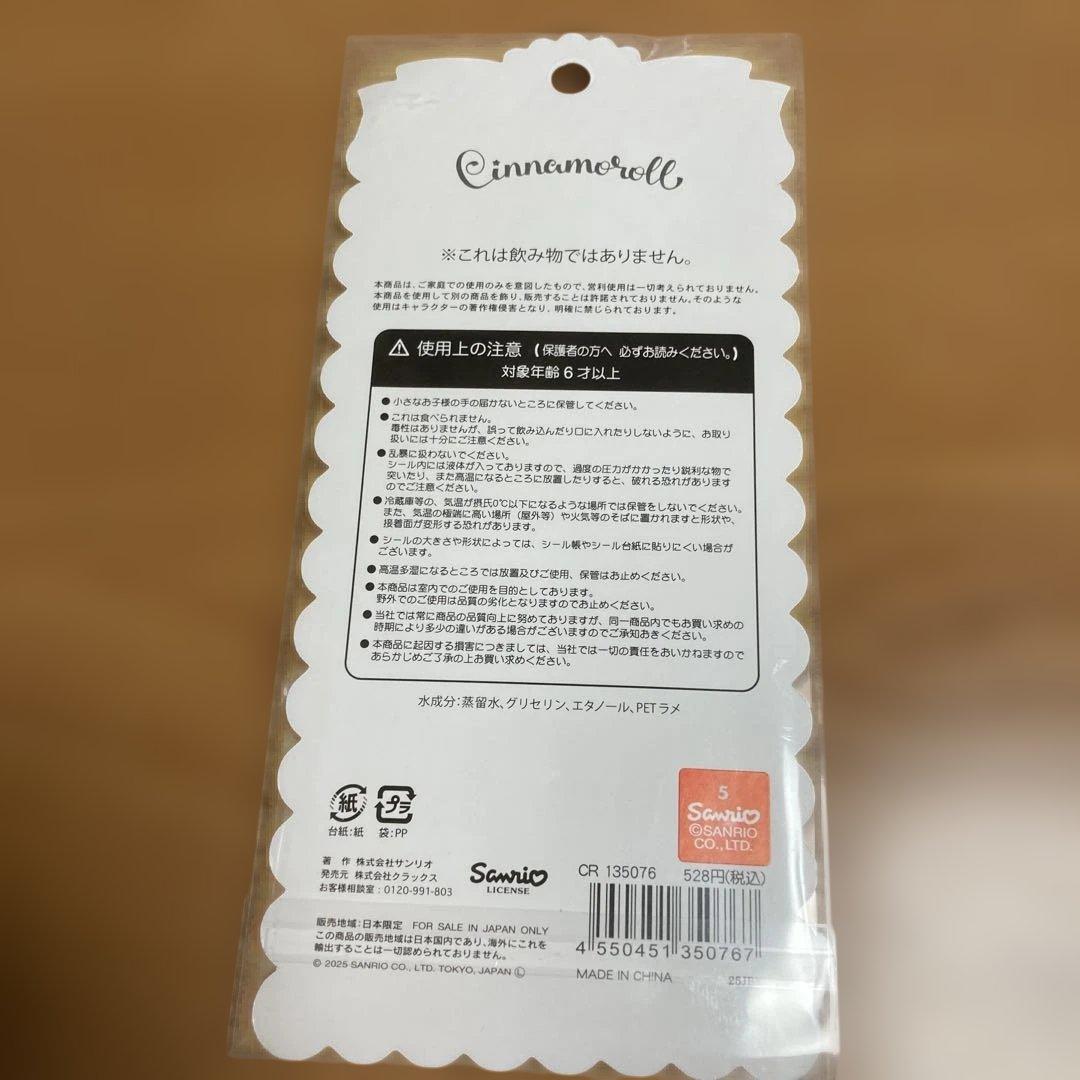 Cinnamoroll
※これは飲み物ではありません。
本商品は、ご家庭での使用のみを意図したもので、営利使用は一切考えられておりません。
本商品を使用して別の商品を飾り、販売することは許諾されておりません。そのような
使用はキャラクターの著作権侵害となり、明確に禁じられております。
⚠ 使用上の注意 (保護者の方へ 必ずお読みください。)
対象年齢6才以上
●小さなお子様の手の届かないところに保管してください。
●これは食べられません。
毒性はありませんが、誤って飲み込んだり口に入れたりしないように、お取り
扱いには十分にご注意ください。
●乱暴に扱わないでください。
シール内には液体が入っておりますので、過度の圧力がかかったり鋭利な物で
突いたり、また高温になるところに放置したりすると、破れる恐れがあります
のでご注意ください。
●冷蔵庫等の、気温が摂氏0℃以下になるような場所では保管をしないでください。
また、気温の極端に高い場所（屋外等）や火気等のそばに置かれますと形状や、
接着面が変形する恐れがあります。
●シールの大きさや形状によっては、シール帳やシール台紙に貼りにくい場合が
ございます。
●高温多湿になるところでは放置及びご使用、保管はお止めください。
●本商品は室内でのご使用を目的としております。
野外でのご使用は品質の劣化となりますのでお止めください。
●当社では常に商品の品質向上に努めておりますが、同一商品内でもお買い求めの
時期により多少の違いがある場合がございますのでご承知おきください。
●本商品に起因する損害につきましては、当社では一切の責任をおいかねますので
あらかじめご了承の上お買い求めください。
水成分：蒸留水、グリセリン、エタノール、PETラメ
紙 プラ
台紙：紙 袋：PP
5
Sanrio
©SANRIO
CO., LTD.
著 作 株式会社サンリオ
発売元 株式会社クラックス
お客様相談室：0120-991-803
Sanrio
LICENSE
CR 135076 528円(税込)
4 550451 350767
MADE IN CHINA
販売地域：日本限定 FOR SALE IN JAPAN ONLY
この商品の販売地域は日本国内であり、海外にこれを
輸出することは一切認められておりません。
© 2025 SANRIO CO., LTD. TOKYO, JAPAN Ⓛ